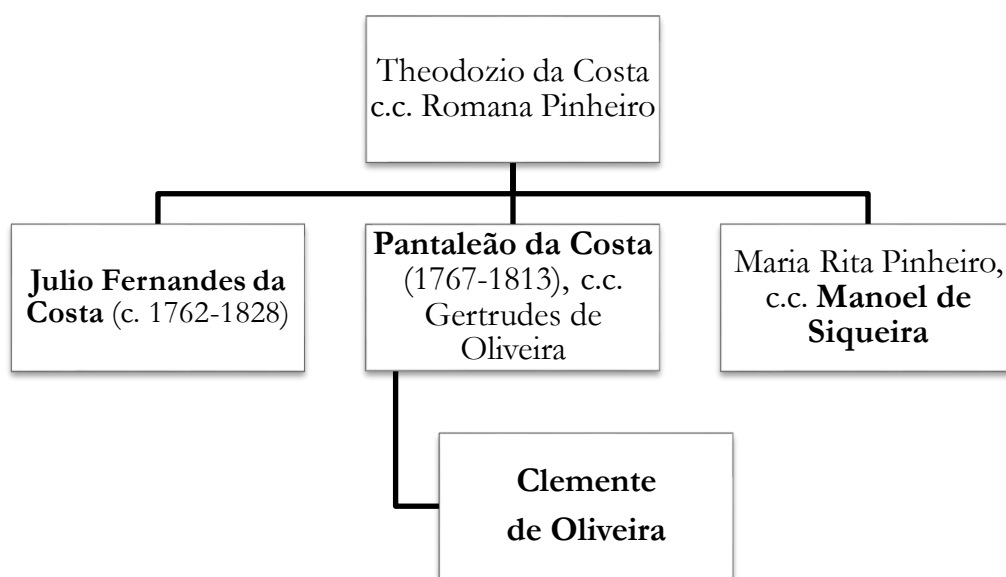 Theodozio da Costa
c.c. Romana Pinheiro
Julio Fernandes da
Costa (c. 1762-1828)
Pantaleão da Costa
(1767-1813), c.c.
Gertrudes de
Oliveira
Maria Rita Pinheiro,
c.c. Manoel de
Siqueira
Clemente
de Oliveira